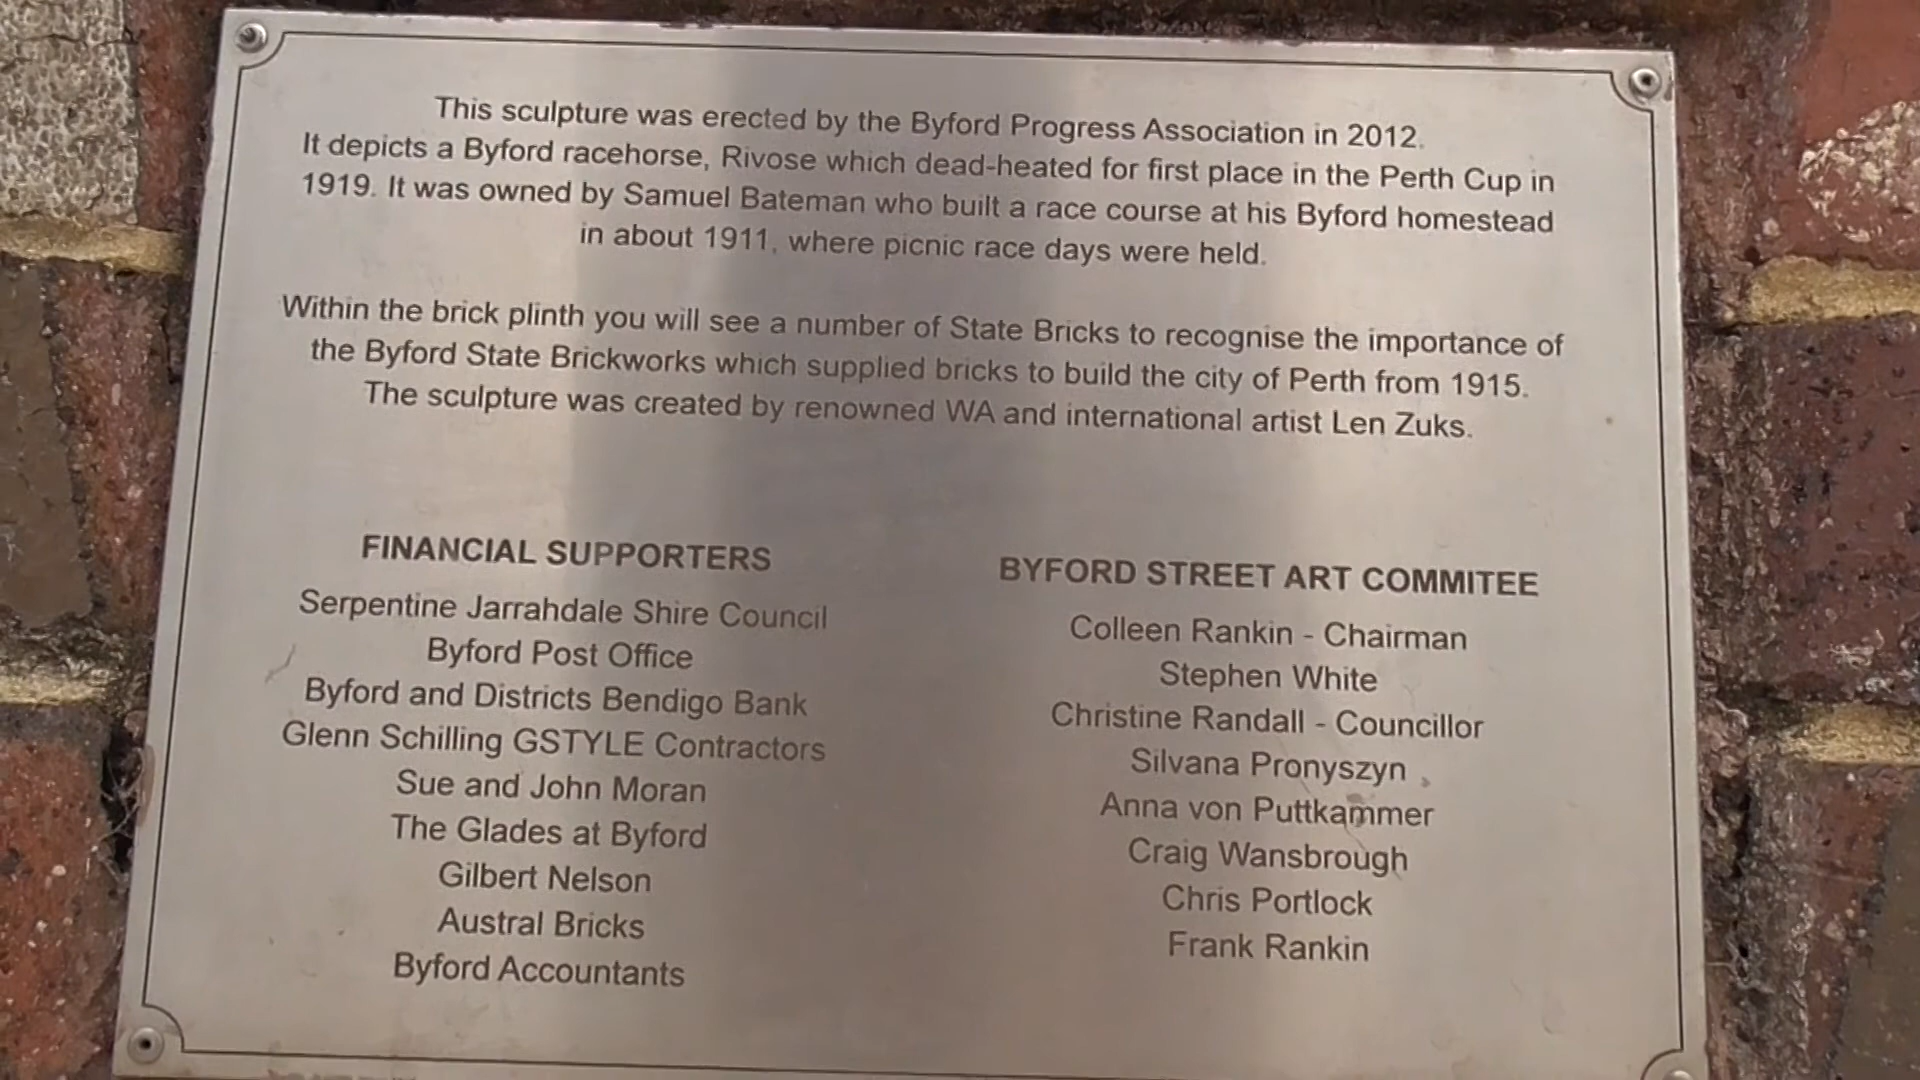 This sculpture was erected by the Byford Progress Association in 2012.
It depicts a Byford racehorse, Rivose which dead-heated for first place in the Perth Cup in
1919. It was owned by Samuel Bateman who built a race course at his Byford homestead
in about 1911, where picnic race days were held.
Within the brick plinth you will see a number of State Bricks to recognise the importance of
the Byford State Brickworks which supplied bricks to build the city of Perth from 1915.
The sculpture was created by renowned WA and international artist Len Zuks.
FINANCIAL SUPPORTERS
Serpentine Jarrahdale Shire Council
Byford Post Office
Byford and Districts Bendigo Bank
Glenn Schilling GSTYLE Contractors
Sue and John Moran
The Glades at Byford
Gilbert Nelson
Austral Bricks
Byford Accountants
BYFORD STREET ART COMMITEE
Colleen Rankin - Chairman
Stephen White
Christine Randall - Councillor
Silvana Pronyszyn
Anna von Puttkammer
Craig Wansbrough
Chris Portlock
Frank Rankin